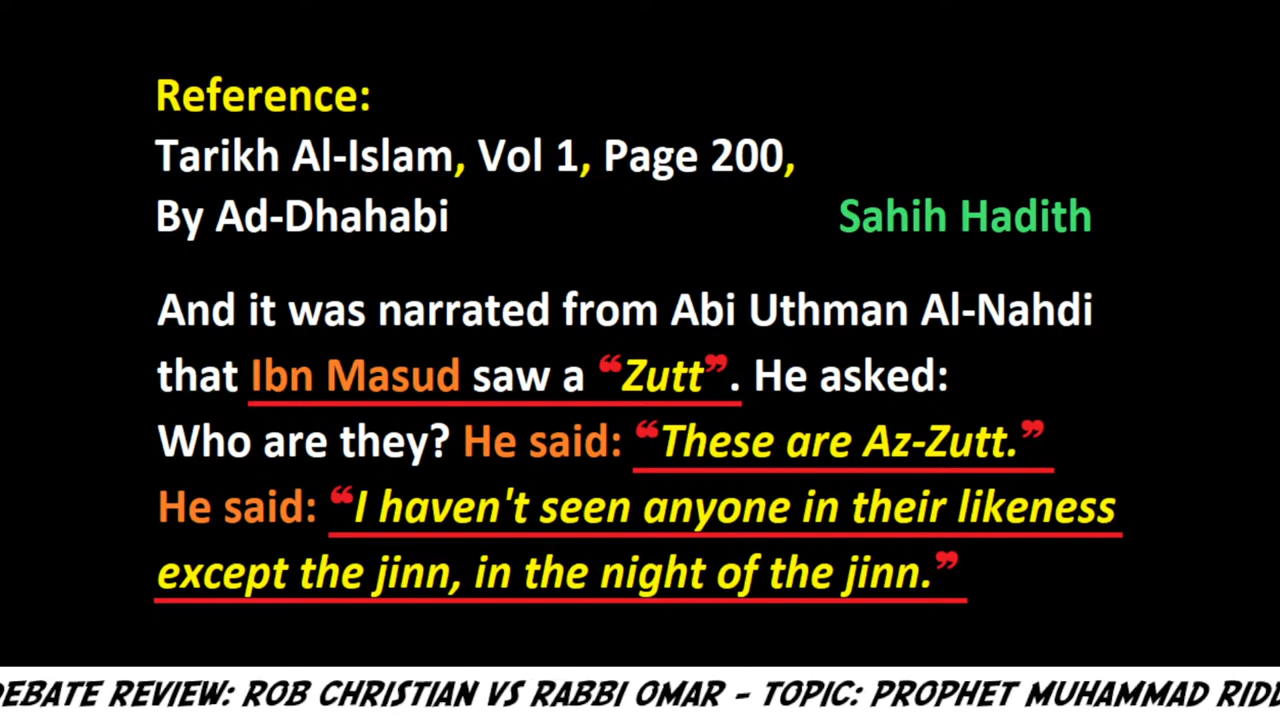 Reference:
Tarikh Al-Islam, Vol 1, Page 200,
By Ad-Dhahabi
Sahih Hadith
And it was narrated from Abi Uthman Al-Nahdi
that Ibn Masud saw a “Zutt”. He asked:
Who are they? He said: “These are Az-Zutt.”
He said: “I haven't seen anyone in their likeness
except the jinn, in the night of the jinn.”
DEBATE REVIEW: ROB CHRISTIAN VS RABBI OMAR - TOPIC: PROPHET MUHAMMAD